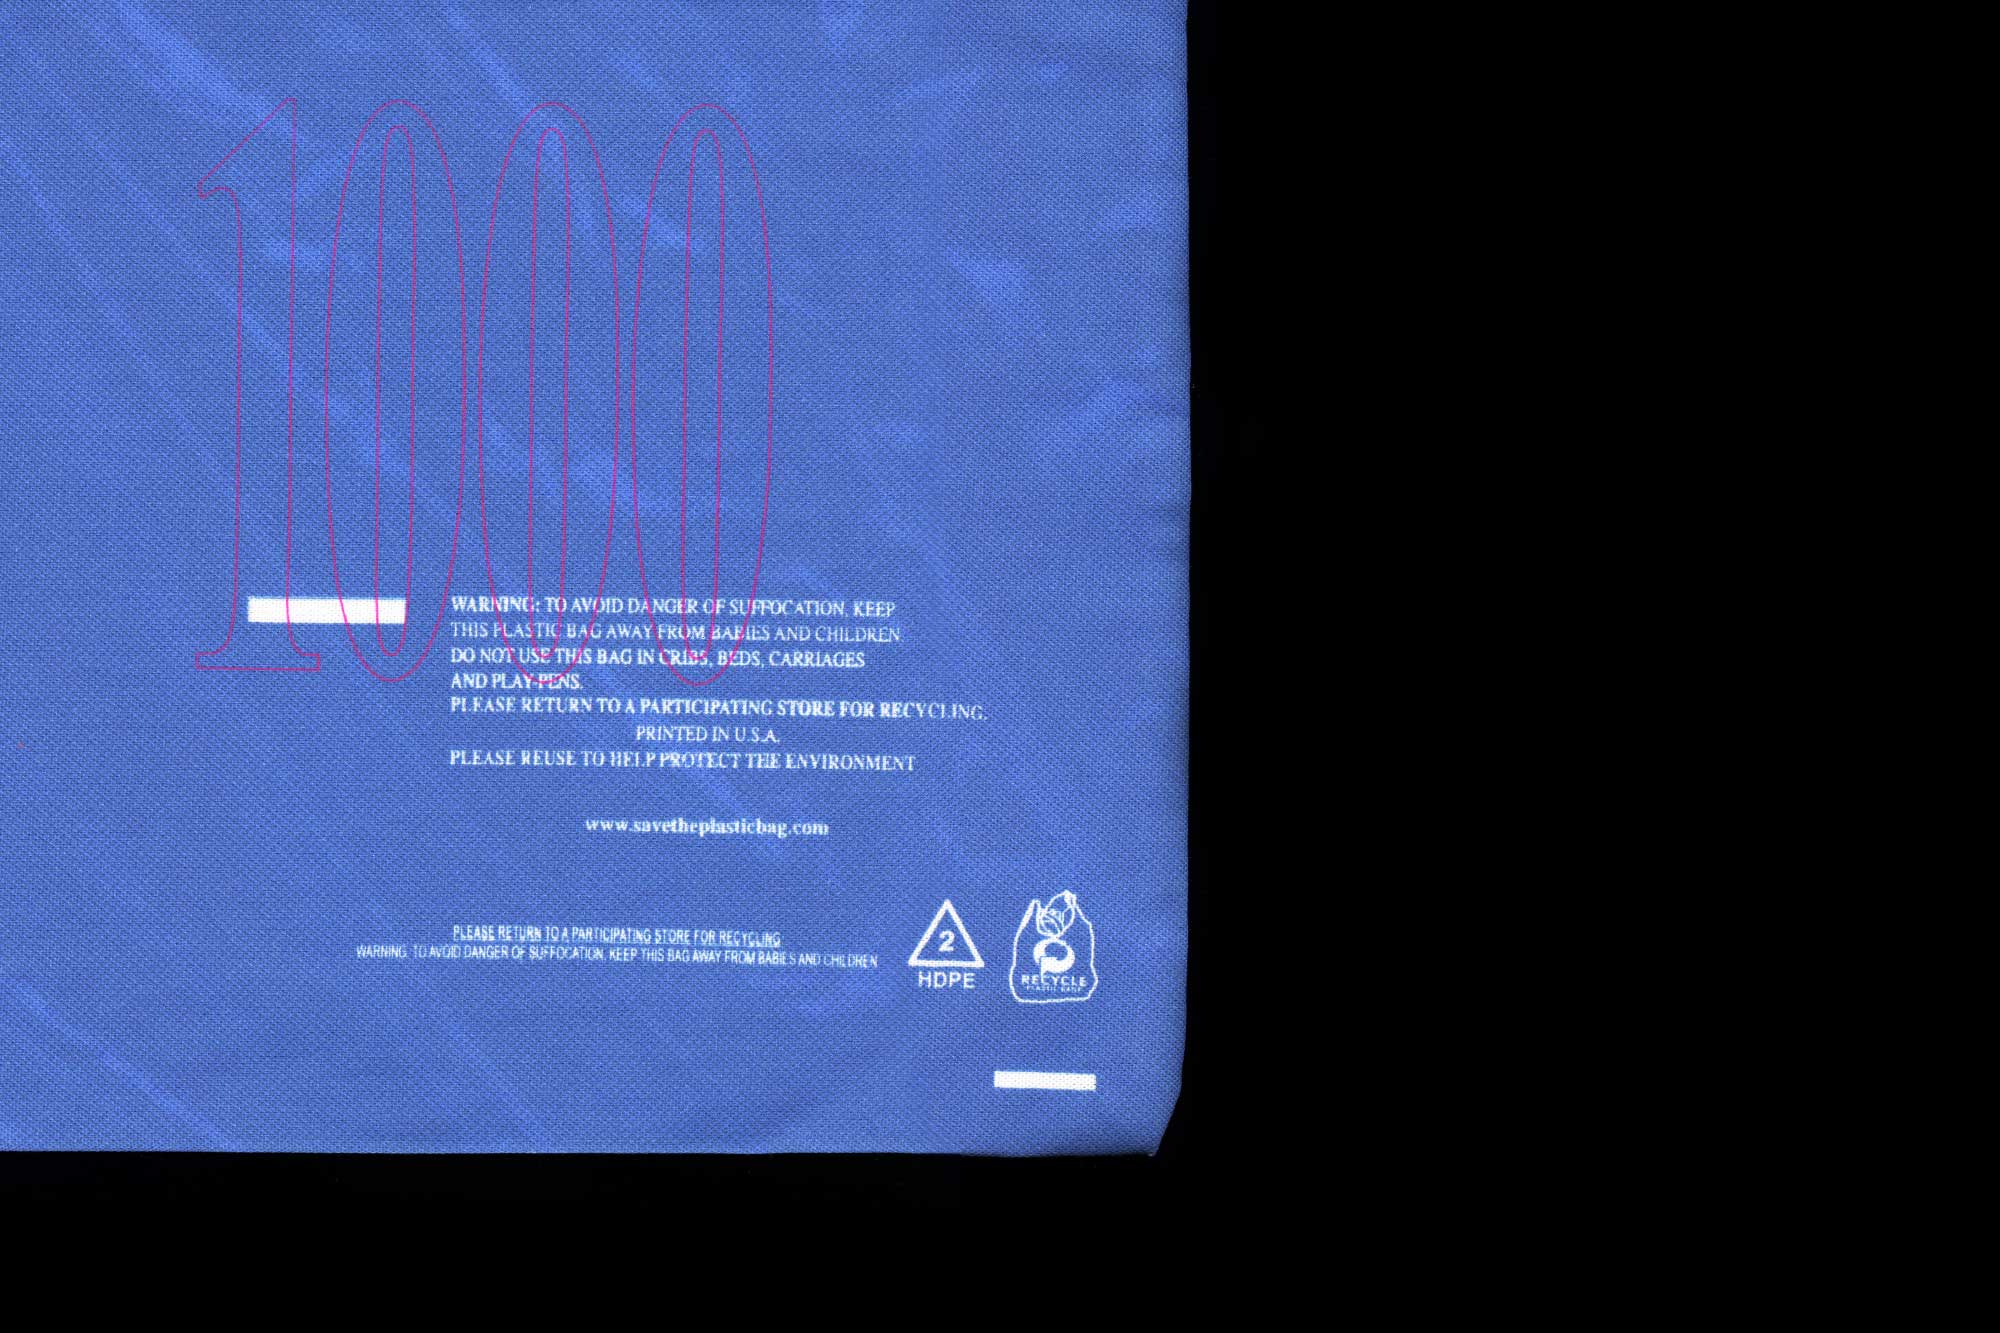 1000
WARNING: TO AVOID DANGER OF SUFFOCATION, KEEP
THIS PLASTIC BAG AWAY FROM BABIES AND CHILDREN.
DO NOT USE THIS BAG IN CRIBS, BEDS, CARRIAGES
AND PLAY-PENS.
PLEASE RETURN TO A PARTICIPATING STORE FOR RECYCLING.
PRINTED IN U.S.A.
PLEASE REUSE TO HELP PROTECT THE ENVIRONMENT
www.savetheplasticbag.com
PLEASE RETURN TO A PARTICIPATING STORE FOR RECYCLING
WARNING: TO AVOID DANGER OF SUFFOCATION, KEEP THIS BAG AWAY FROM BABIES AND CHILDREN
2
HDPE
RECYCLE
PLASTIC BAGS